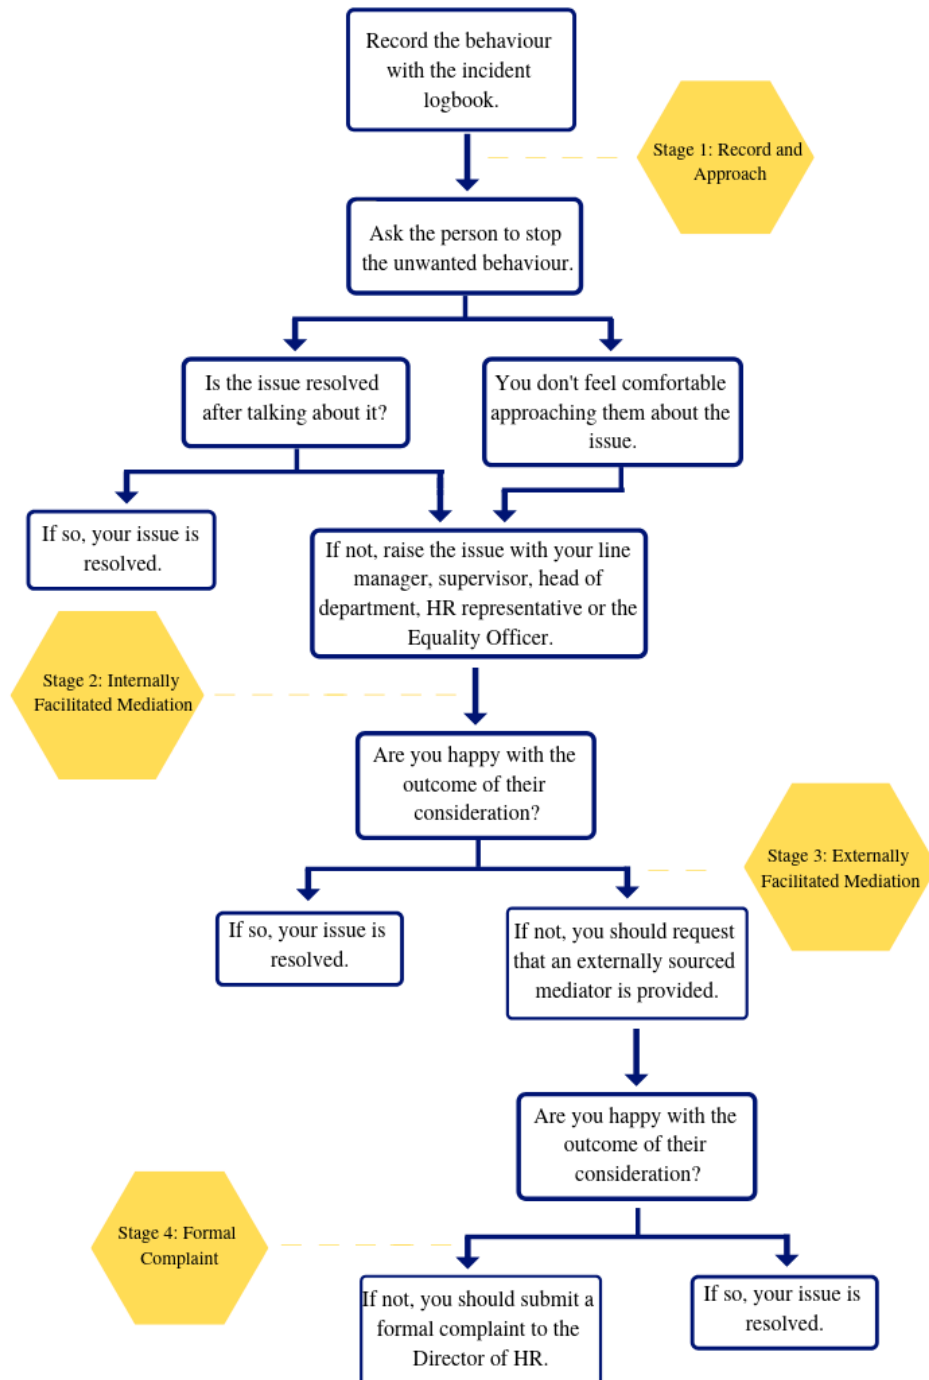 Record the behaviour
with the incident
logbook.
Stage 1: Record and
Approach
Ask the person to stop
the unwanted behaviour.
Is the issue resolved
after talking about it?
You don't feel comfortable
approaching them about the
issue.
If so, your issue is
resolved.
If not, raise the issue with your line
manager, supervisor, head of
department, HR representative or the
Equality Officer.
Stage 2: Internally
Facilitated Mediation
Are you happy with the
outcome of their
consideration?
Stage 3: Externally
Facilitated Mediation
If so, your issue is
resolved.
If not, you should request
that an externally sourced
mediator is provided.
Are you happy with the
outcome of their
consideration?
Stage 4: Formal
Complaint
If not, you should submit a
formal complaint to the
Director of HR.
If so, your issue is
resolved.